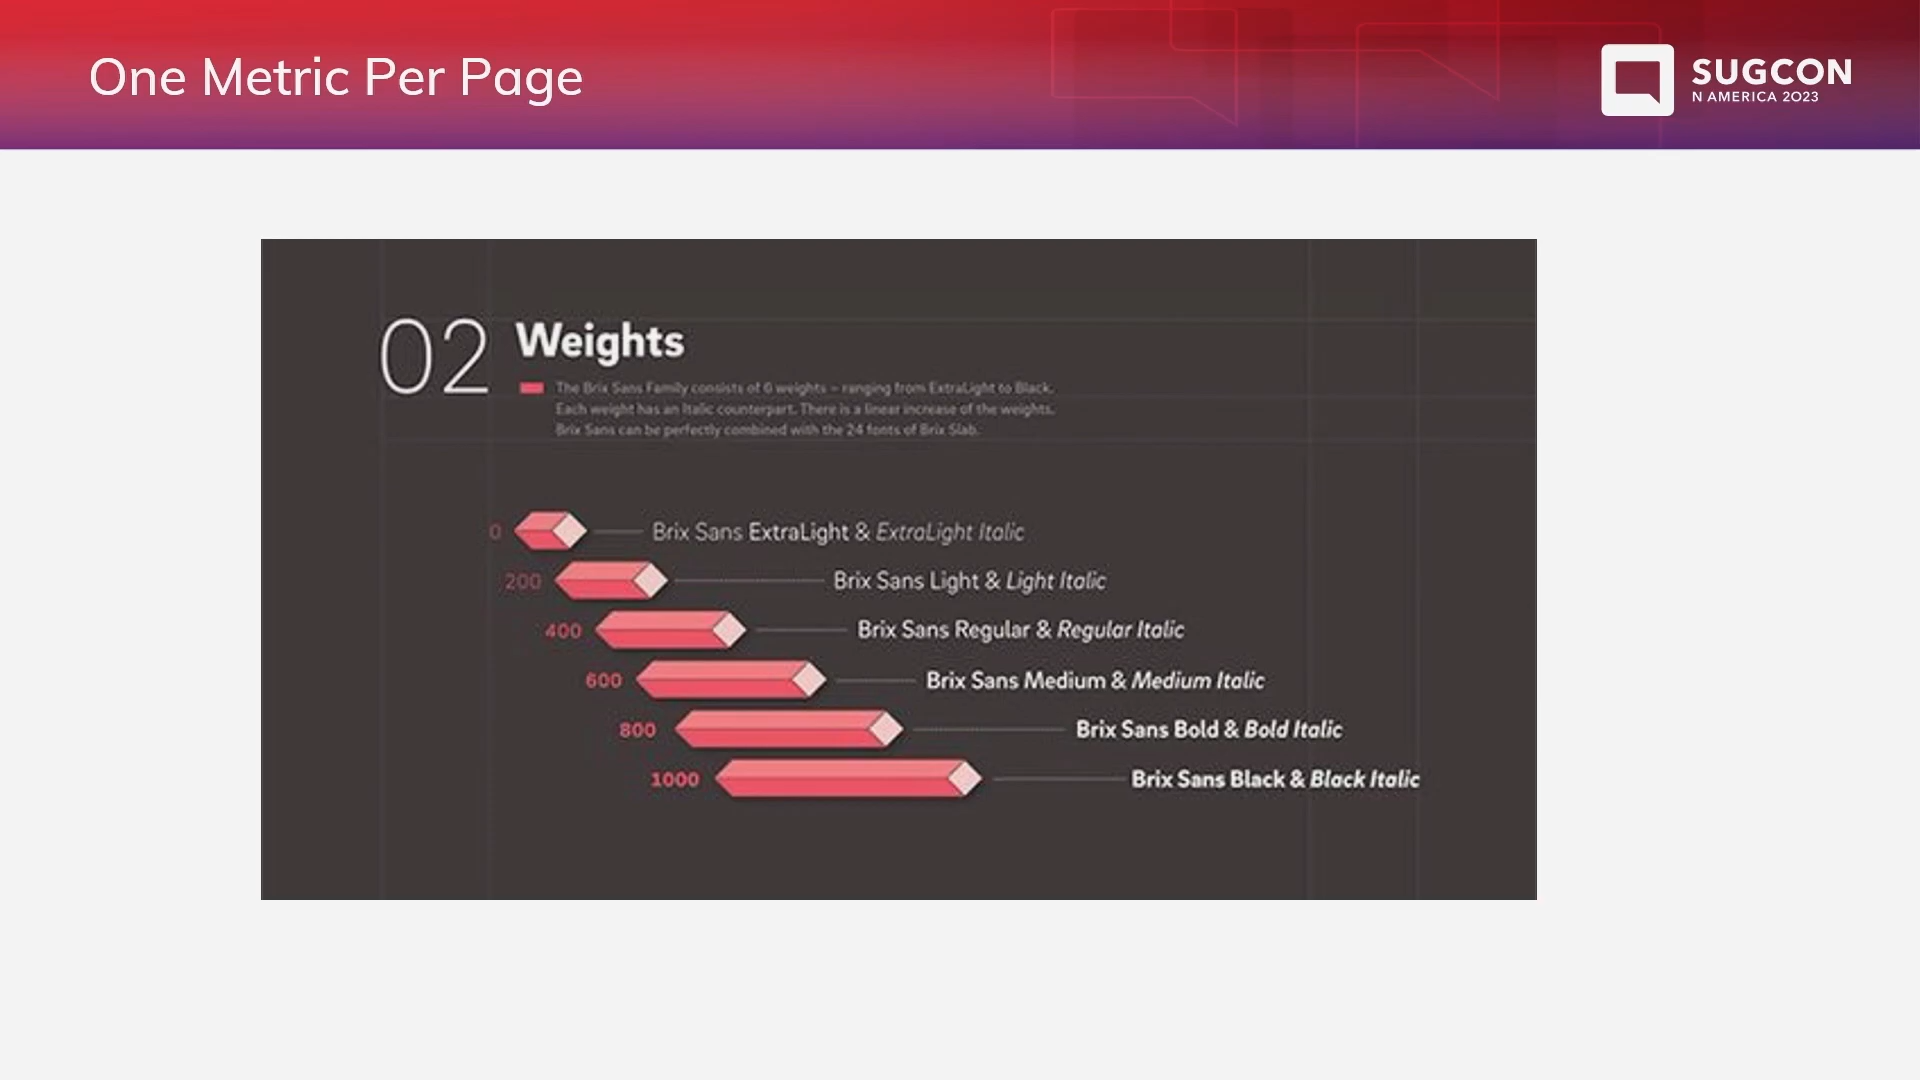 One Metric Per Page
SUGCON
N AMERICA 2023
02 Weights
The Brix Sans Family consists of 6 weights – ranging from ExtraLight to Black.
Each weight has an Italic counterpart. There is a linear increase of the weights.
Brix Sans can be perfectly combined with the 24 fonts of Brix Slab.
0 Brix Sans ExtraLight & ExtraLight Italic
200 Brix Sans Light & Light Italic
400 Brix Sans Regular & Regular Italic
600 Brix Sans Medium & Medium Italic
800 Brix Sans Bold & Bold Italic
1000 Brix Sans Black & Black Italic